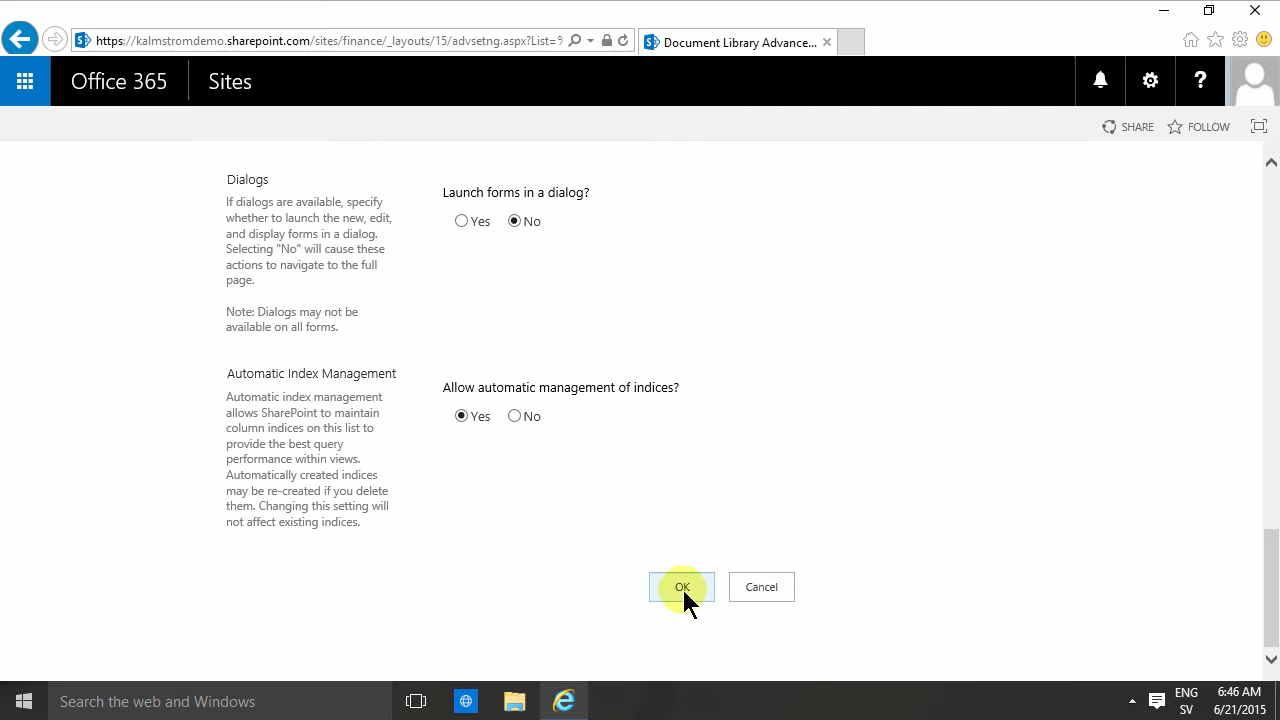 https://kalmstromdemo.sharepoint.com/sites/finance/_layouts/15/advsetng.aspx?List=9
Document Library Advance...
Office 365
Sites
?
SHARE
FOLLOW
Dialogs
If dialogs are available, specify
whether to launch the new, edit,
and display forms in a dialog.
Selecting "No" will cause these
actions to navigate to the full
page.
Note: Dialogs may not be
available on all forms.
Launch forms in a dialog?
Yes
No
Automatic Index Management
Automatic index management
allows SharePoint to maintain
column indices on this list to
provide the best query
performance within views.
Automatically created indices
may be re-created if you delete
them. Changing this setting will
not affect existing indices.
Allow automatic management of indices?
Yes
No
OK
Cancel
Search the web and Windows
ENG
SV
6:46 AM
6/21/2015